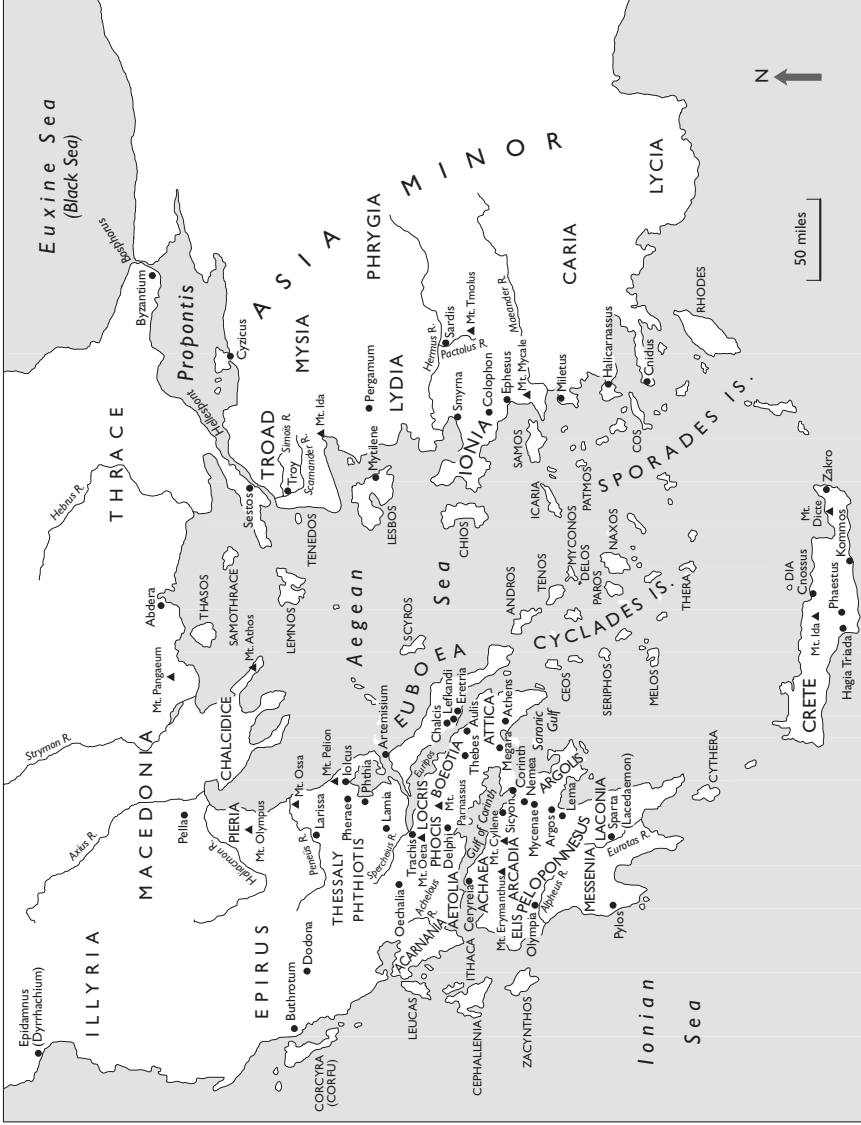 Euxine Sea
(Black Sea)
Bosphorus
Byzantium
Propontis
Cyzicus
Hellespont
THRACE
Hebrus R.
Abdera
Mt. Pangaeum
Strymon R.
MACEDONIA
Axius R.
Pella
ILLYRIA
Epidamnus
(Dyrrhachium)
THASOS
SAMOTHRACE
Mt. Athos
CHALCIDICE
PIERIA
Mt. Olympus
Haliacmon R.
EPIRUS
Buthrotum
Dodona
CORCYRA
(CORFU)
Mt. Ossa
Larissa
Peneüs R.
Mt. Pelion
Iolcus
Pherae
Phthia
THESSALY
PHTHIOTIS
Lamia
Spercheius R.
Artemisium
LEMNOS
TENEDOS
Sestos
TROAD
Troy
Simois R.
Scamander R.
Mt. Ida
MYSIA
ASIA MINOR
PHRYGIA
Pergamum
LYDIA
Mytilene
LESBOS
Hermus R.
Sardis
Pactolus R.
Mt. Tmolus
Smyrna
Colophon
IONIA
CHIOS
Ephesus
Mt. Mycale
Maeander R.
CARIA
LYCIA
Miletus
Halicarnassus
Cnidus
RHODES
COS
SAMOS
ICARIA
PATMOS
SPORADES IS.
Aegean
Sea
SCYROS
EUBOEA
Euripos
Chalcis
Lefkandi
Eretria
Aulis
Thebes
BOEOTIA
ATTICA
Athens
Megara
Saronic
Gulf
Trachis
Mt. Oeta
LOCRIS
PHOCIS
Delphi
Mt.
Parnassus
Gulf of Corinth
Oechalia
Achelous
R.
ACARNANIA
AETOLIA
Ceryreia
LEUCAS
ITHACA
CEPHALLENIA
ZACYNTHOS
ACHAEA
Mt. Cyllene
Sicyon
Corinth
Nemea
Mt. Erymanthus
ARCADIA
ELIS
Olympia
PELOPONNESUS
Alpheus R.
Mycenae
Argos
ARGOLIS
Lerna
MESSENIA
LACONIA
Sparta
(Lacedaemon)
Eurotas R.
Pylos
Ionian
Sea
CYTHERA
ANDROS
TENOS
MYCONOS
DELOS
PAROS
NAXOS
CYCLADES IS.
CEOS
SERIPHOS
MELOS
THERA
DIA
Cnossus
Mt.
Dicte
Zakro
CRETE
Mt. Ida
Phaestus
Kommos
Hagia Triada
50 miles
N